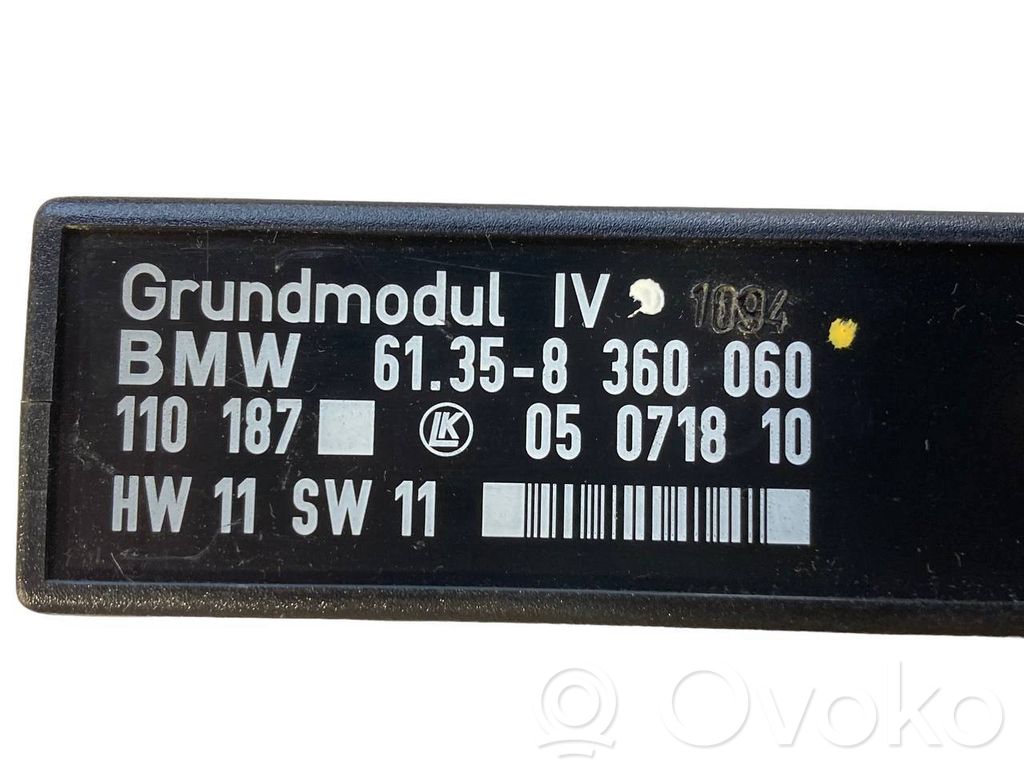 Grundmodul IV 1094
BMW 61.35-8 360 060
110 187 LK 05 0718 10
HW 11 SW 11
Ovoko